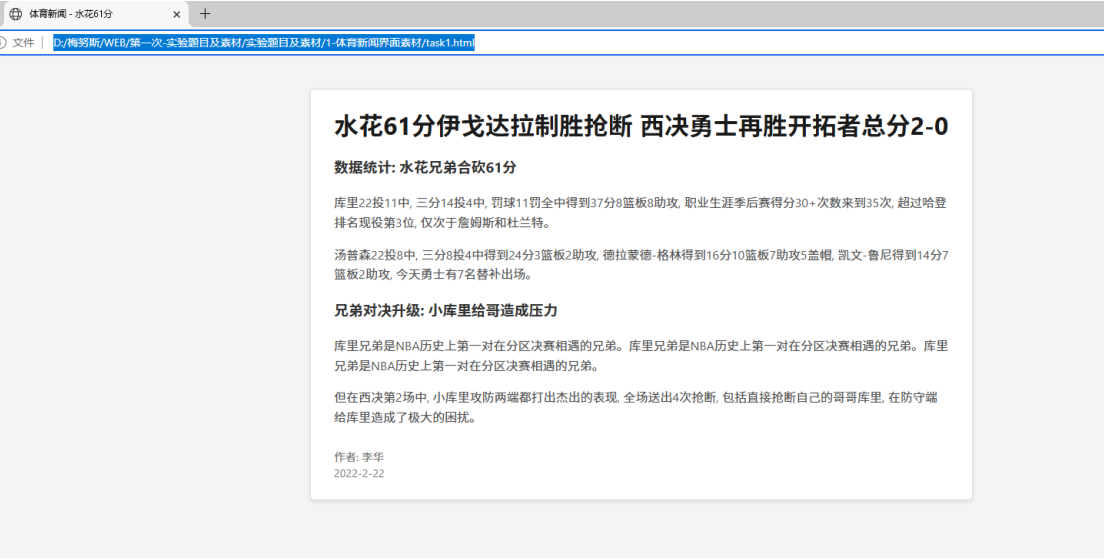 体育新闻 - 水花61分
文件
D:/梅努斯/WEB/第一次-实验题目及素材/实验题目及素材/1-体育新闻界面素材/task1.html
水花61分伊戈达拉制胜抢断 西决勇士再胜开拓者总分2-0
数据统计: 水花兄弟合砍61分
库里22投11中, 三分14投4中, 罚球11罚全中得到37分8篮板8助攻, 职业生涯季后赛得分30+次数来到35次, 超过哈登
排名现役第3位, 仅次于詹姆斯和杜兰特。
汤普森22投8中, 三分8投4中得到24分3篮板2助攻, 德拉蒙德-格林得到16分10篮板7助攻5盖帽, 凯文-鲁尼得到14分7
篮板2助攻, 今天勇士有7名替补出场。
兄弟对决升级: 小库里给哥造成压力
库里兄弟是NBA历史上第一对在分区决赛相遇的兄弟。库里兄弟是NBA历史上第一对在分区决赛相遇的兄弟。库里
兄弟是NBA历史上第一对在分区决赛相遇的兄弟。
但在西决第2场中, 小库里攻防两端都打出杰出的表现, 全场送出4次抢断, 包括直接抢断自己的哥哥库里, 在防守端
给库里造成了极大的困扰。
作者: 李华
2022-2-22